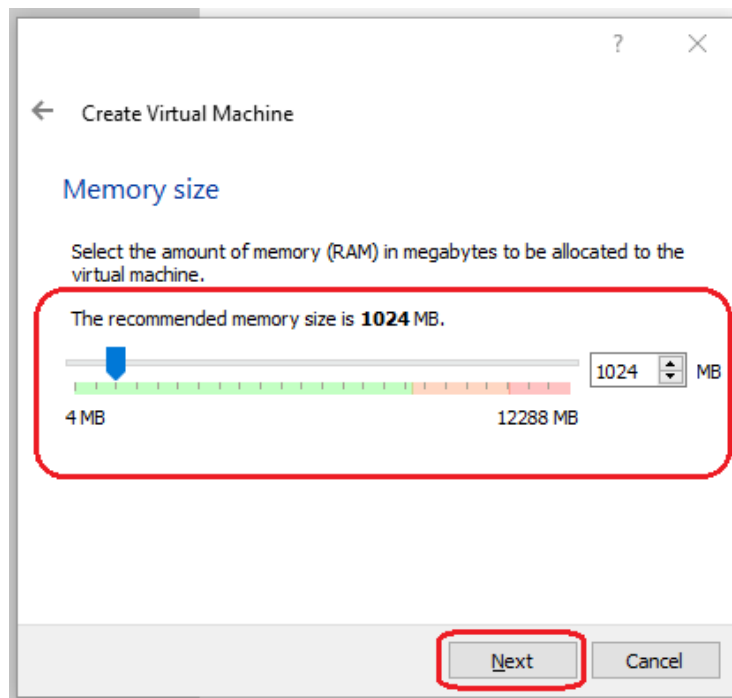 ?
Create Virtual Machine
Memory size
Select the amount of memory (RAM) in megabytes to be allocated to the
virtual machine.
The recommended memory size is 1024 MB.
1024 MB
4 MB 12288 MB
Next Cancel